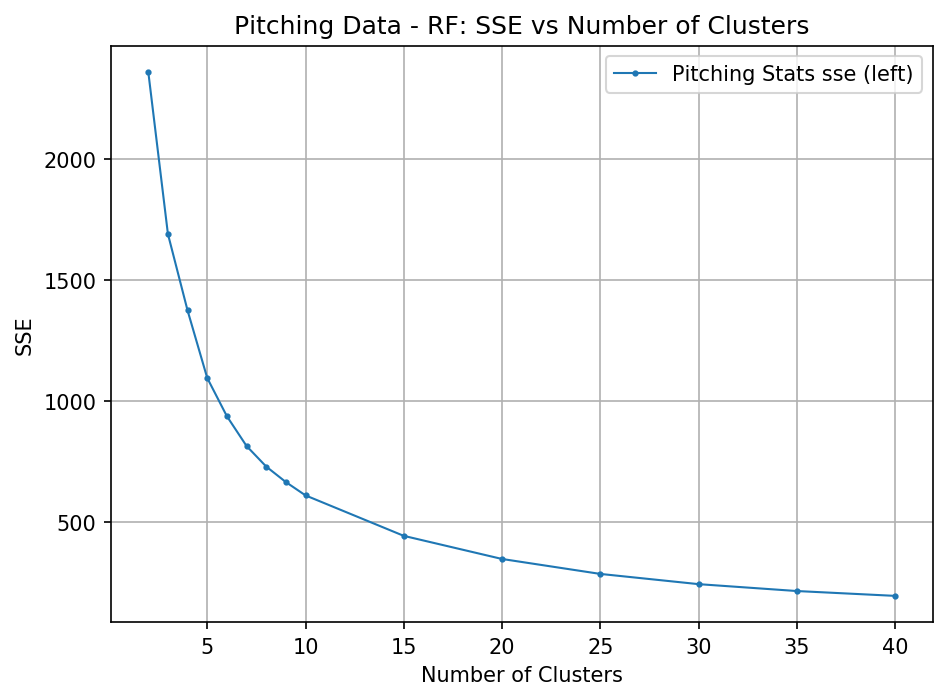 Pitching Data - RF: SSE vs Number of Clusters
Pitching Stats sse (left)
2000
1500
1000
500
SSE
5 10 15 20 25 30 35 40
Number of Clusters